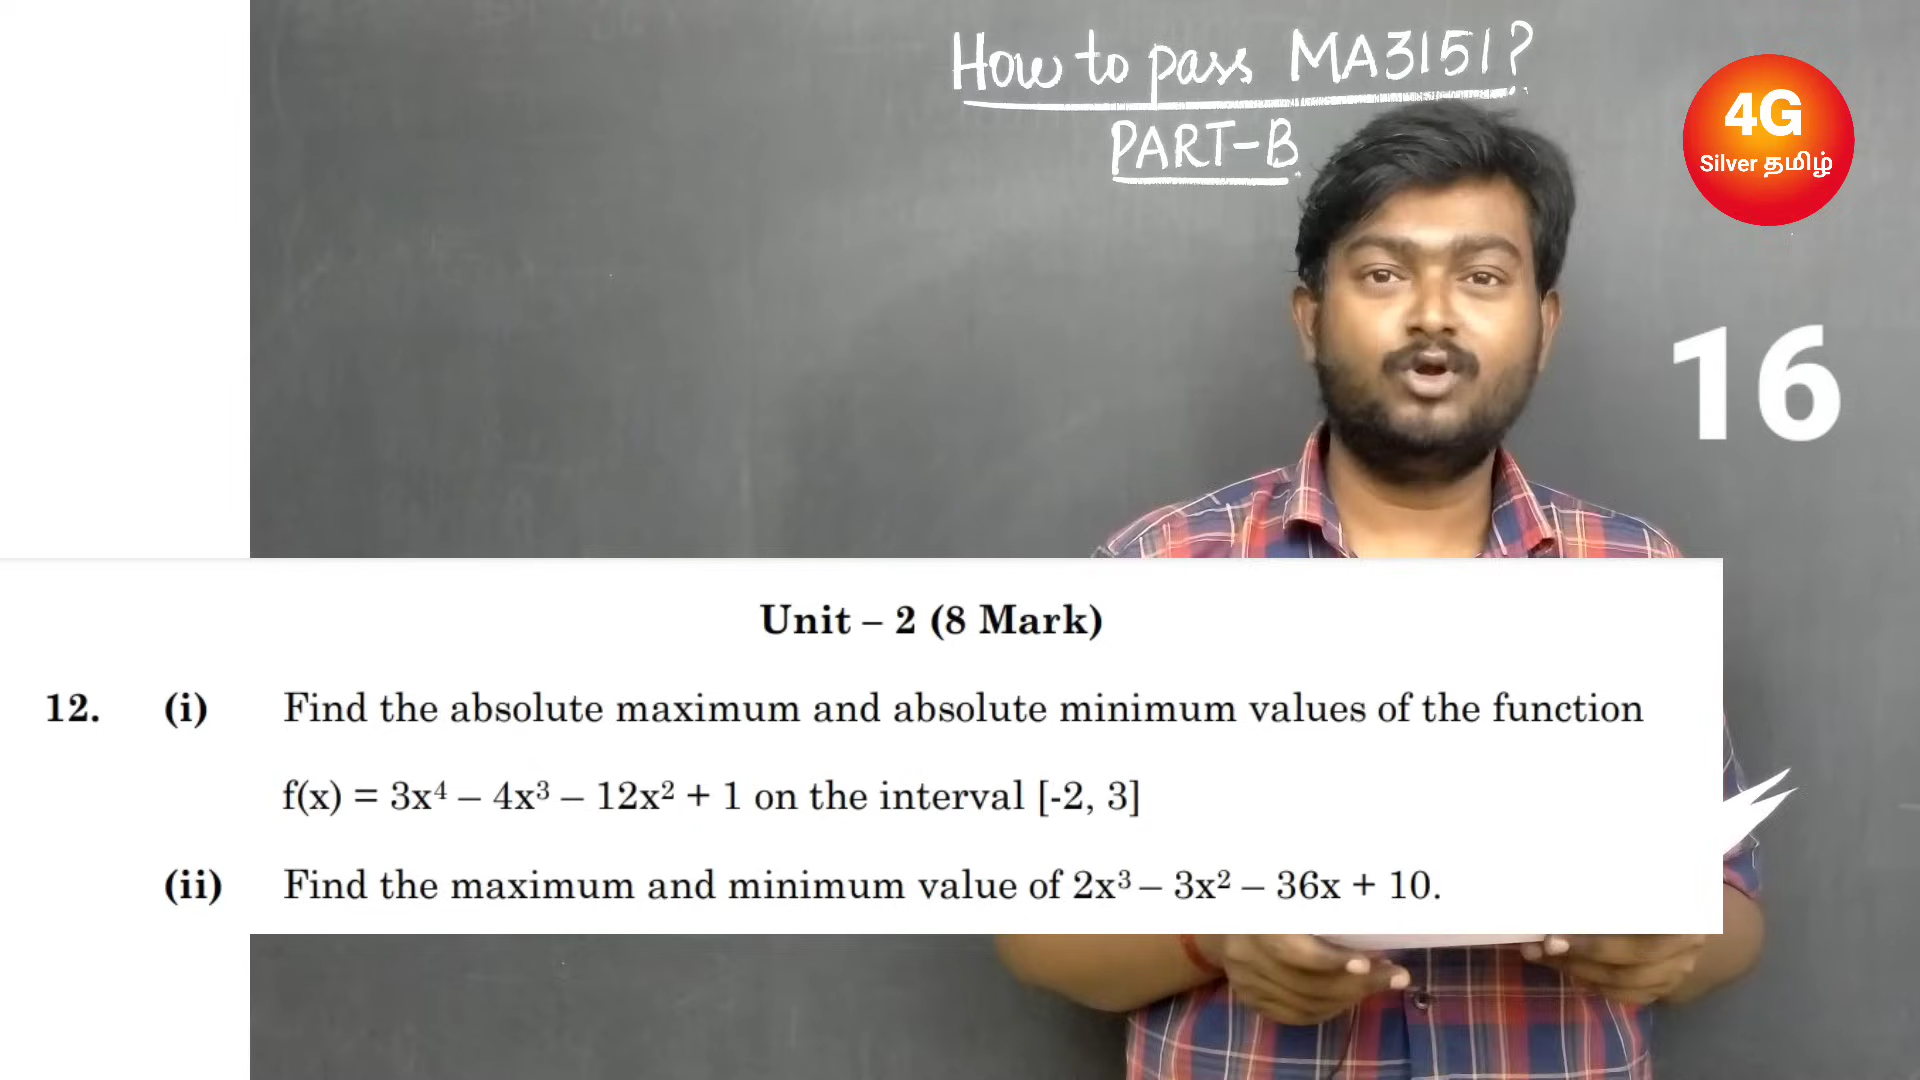 How to pass MA3151?
PART-B
4G
Silver தமிழ்
16
Unit – 2 (8 Mark)
12. (i) Find the absolute maximum and absolute minimum values of the function
f(x) = 3x⁴ – 4x³ – 12x² + 1 on the interval [-2, 3]
(ii) Find the maximum and minimum value of 2x³ – 3x² – 36x + 10.